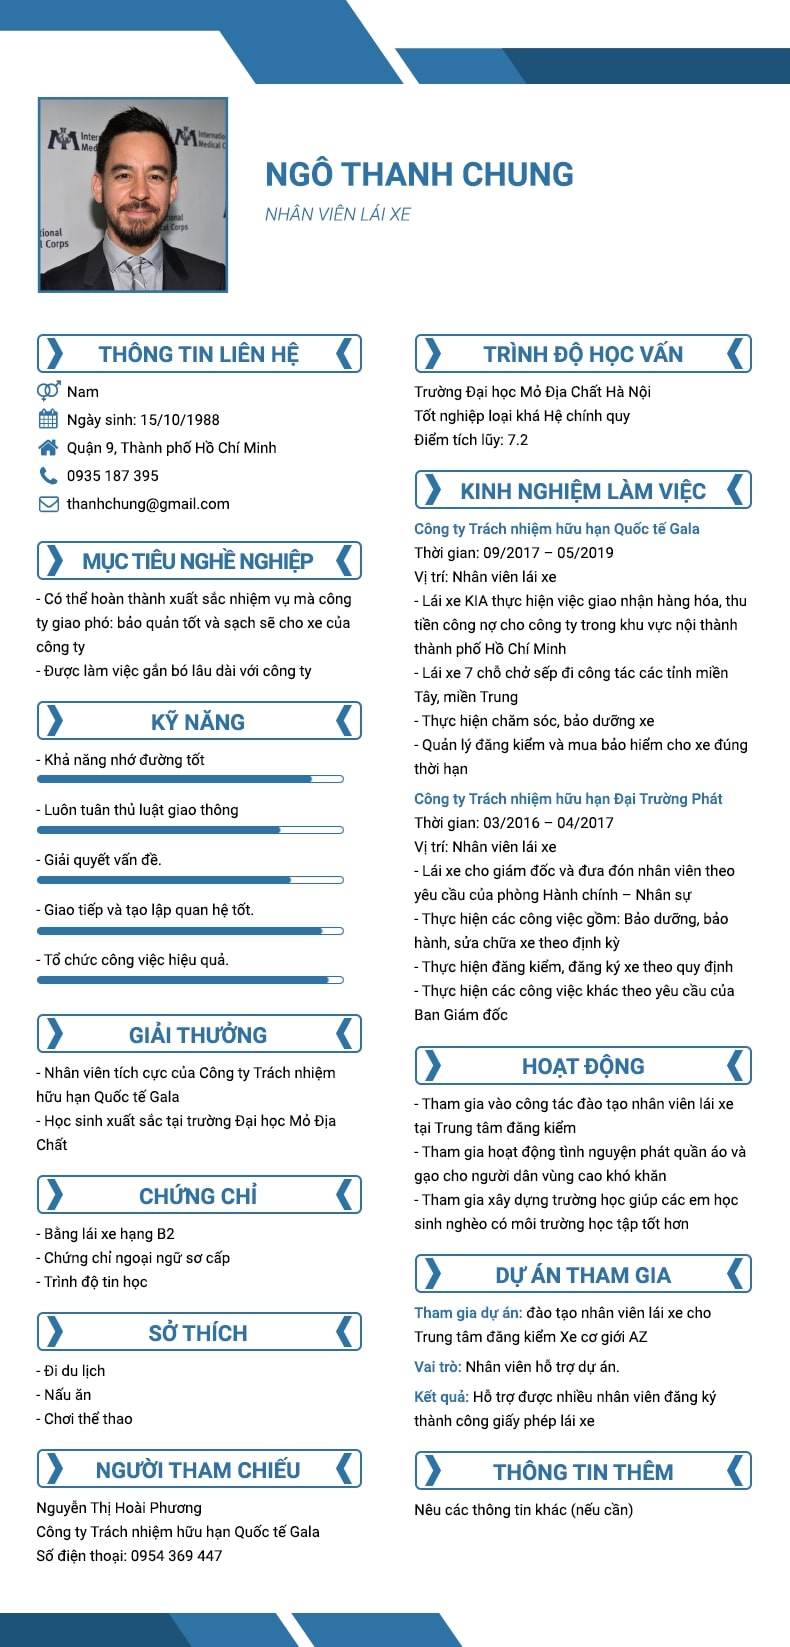 Inter
Med
Internatio
Medical C
tional
l Corps
onal
al Corps
NGÔ THANH CHUNG
NHÂN VIÊN LÁI XE
THÔNG TIN LIÊN HỆ
Nam
Ngày sinh: 15/10/1988
Quận 9, Thành phố Hồ Chí Minh
0935 187 395
thanhchung@gmail.com
MỤC TIÊU NGHỀ NGHIỆP
- Có thể hoàn thành xuất sắc nhiệm vụ mà công
ty giao phó: bảo quản tốt và sạch sẽ cho xe của
công ty
- Được làm việc gắn bó lâu dài với công ty
KỸ NĂNG
- Khả năng nhớ đường tốt
- Luôn tuân thủ luật giao thông
- Giải quyết vấn đề.
- Giao tiếp và tạo lập quan hệ tốt.
- Tổ chức công việc hiệu quả.
GIẢI THƯỞNG
- Nhân viên tích cực của Công ty Trách nhiệm
hữu hạn Quốc tế Gala
- Học sinh xuất sắc tại trường Đại học Mỏ Địa
Chất
CHỨNG CHỈ
- Bằng lái xe hạng B2
- Chứng chỉ ngoại ngữ sơ cấp
- Trình độ tin học
SỞ THÍCH
- Đi du lịch
- Nấu ăn
- Chơi thể thao
NGƯỜI THAM CHIẾU
Nguyễn Thị Hoài Phương
Công ty Trách nhiệm hữu hạn Quốc tế Gala
Số điện thoại: 0954 369 447
TRÌNH ĐỘ HỌC VẤN
Trường Đại học Mỏ Địa Chất Hà Nội
Tốt nghiệp loại khá Hệ chính quy
Điểm tích lũy: 7.2
KINH NGHIỆM LÀM VIỆC
Công ty Trách nhiệm hữu hạn Quốc tế Gala
Thời gian: 09/2017 – 05/2019
Vị trí: Nhân viên lái xe
- Lái xe KIA thực hiện việc giao nhận hàng hóa, thu
tiền công nợ cho công ty trong khu vực nội thành
thành phố Hồ Chí Minh
- Lái xe 7 chỗ chở sếp đi công tác các tỉnh miền
Tây, miền Trung
- Thực hiện chăm sóc, bảo dưỡng xe
- Quản lý đăng kiểm và mua bảo hiểm cho xe đúng
thời hạn
Công ty Trách nhiệm hữu hạn Đại Trường Phát
Thời gian: 03/2016 – 04/2017
Vị trí: Nhân viên lái xe
- Lái xe cho giám đốc và đưa đón nhân viên theo
yêu cầu của phòng Hành chính – Nhân sự
- Thực hiện các công việc gồm: Bảo dưỡng, bảo
hành, sửa chữa xe theo định kỳ
- Thực hiện đăng kiểm, đăng ký xe theo quy định
- Thực hiện các công việc khác theo yêu cầu của
Ban Giám đốc
HOẠT ĐỘNG
- Tham gia vào công tác đào tạo nhân viên lái xe
tại Trung tâm đăng kiểm
- Tham gia hoạt động tình nguyện phát quần áo và
gạo cho người dân vùng cao khó khăn
- Tham gia xây dựng trường học giúp các em học
sinh nghèo có môi trường học tập tốt hơn
DỰ ÁN THAM GIA
Tham gia dự án: đào tạo nhân viên lái xe cho
Trung tâm đăng kiểm Xe cơ giới AZ
Vai trò: Nhân viên hỗ trợ dự án.
Kết quả: Hỗ trợ được nhiều nhân viên đăng ký
thành công giấy phép lái xe
THÔNG TIN THÊM
Nêu các thông tin khác (nếu cần)